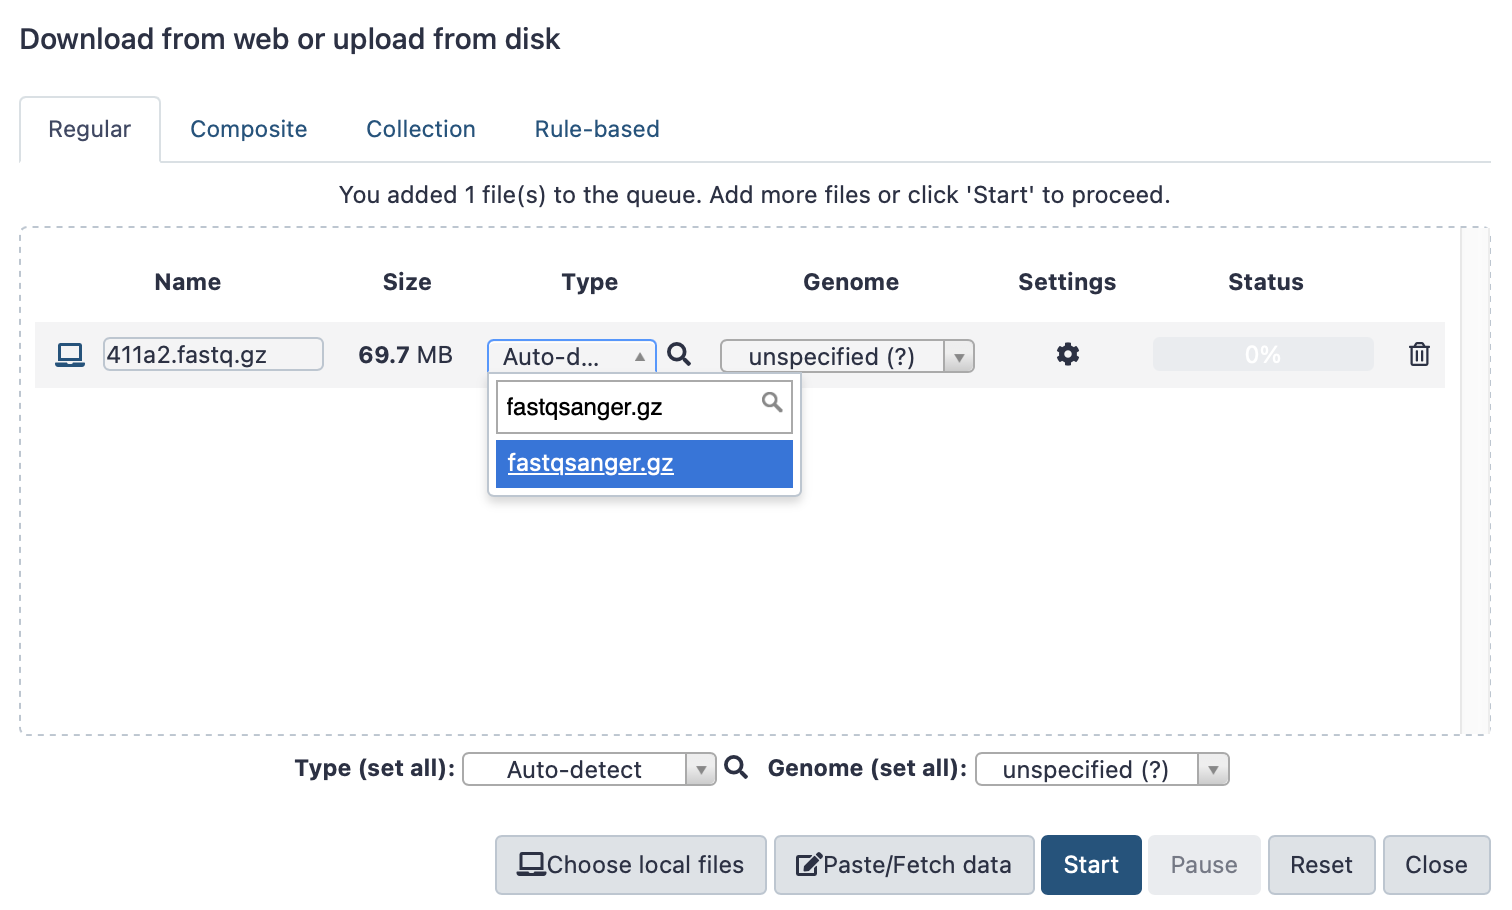 Download from web or upload from disk
Regular Composite Collection Rule-based
You added 1 file(s) to the queue. Add more files or click 'Start' to proceed.
Name Size Type Genome Settings Status
411a2.fastq.gz 69.7 MB Auto-d... unspecified (?) 0%
fastqsanger.gz
fastqsanger.gz
Type (set all): Auto-detect Genome (set all): unspecified (?)
Choose local files Paste/Fetch data Start Pause Reset Close